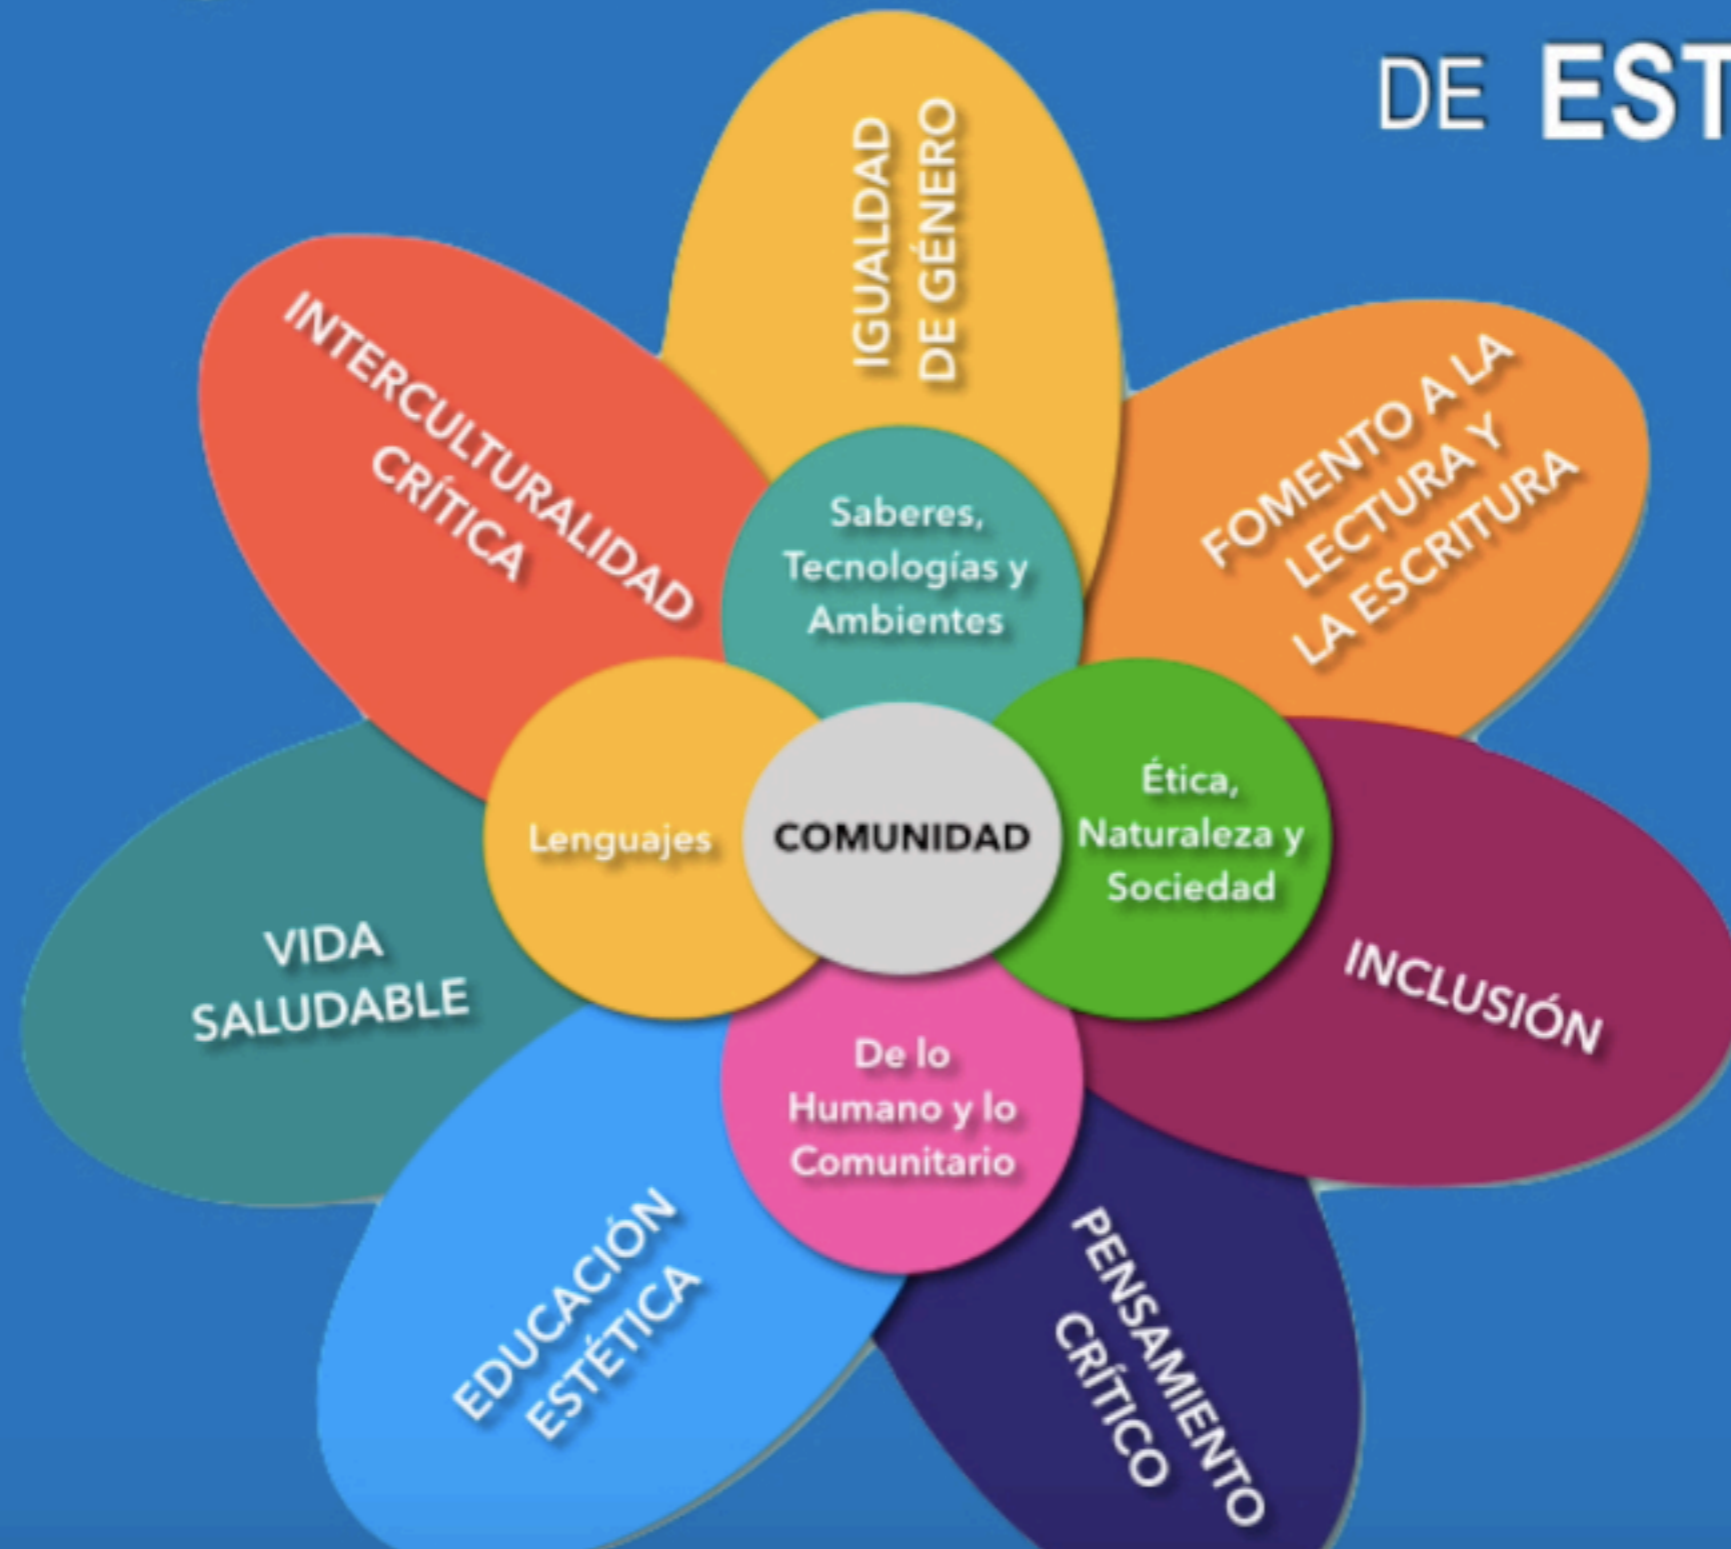 DE EST
IGUALDAD
DE GÉNERO
FOMENTO A LA
LECTURA Y
LA ESCRITURA
INTERCULTURALIDAD
CRÍTICA
Saberes,
Tecnologías y
Ambientes
Lenguajes
COMUNIDAD
Ética,
Naturaleza y
Sociedad
De lo
Humano y lo
Comunitario
VIDA
SALUDABLE
INCLUSIÓN
EDUCACIÓN
ESTÉTICA
PENSAMIENTO
CRÍTICO